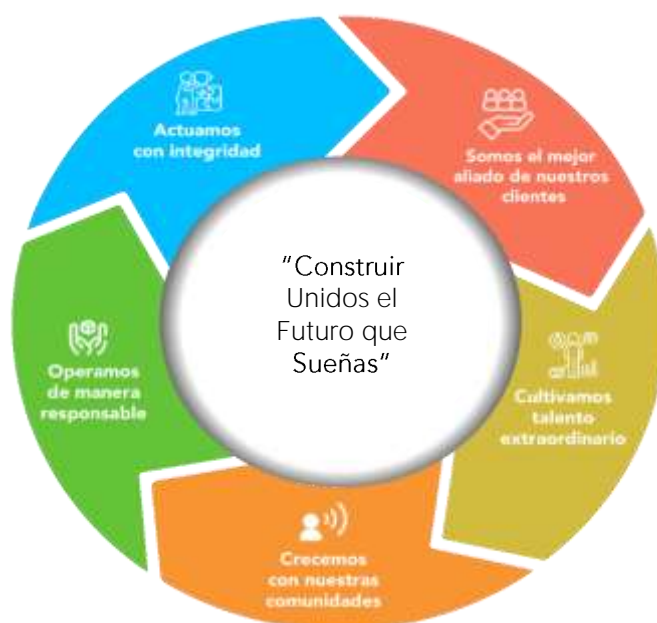 Actuamos
con integridad
Somos el mejor
aliado de nuestros
clientes
"Construir
Unidos el
Futuro que
Sueñas"
Cultivamos
talento
extraordinario
Operamos
de manera
responsable
Crecemos
con nuestras
comunidades